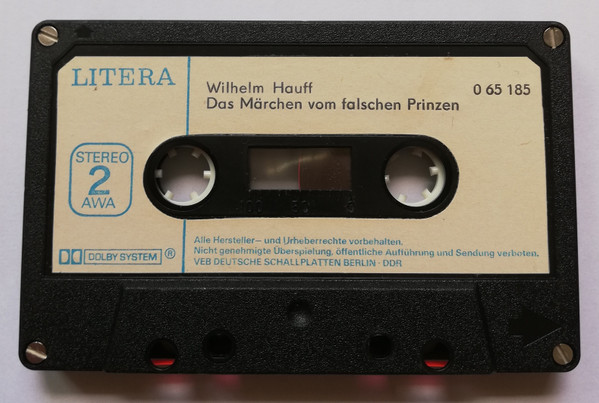 LITERA
Wilhelm Hauff
Das Märchen vom falschen Prinzen
0 65 185
STEREO
2
AWA
DOLBY SYSTEM ®
Alle Hersteller- und Urheberrechte vorbehalten.
Nicht genehmigte Überspielung, öffentliche Aufführung und Sendung verboten.
VEB DEUTSCHE SCHALLPLATTEN BERLIN · DDR